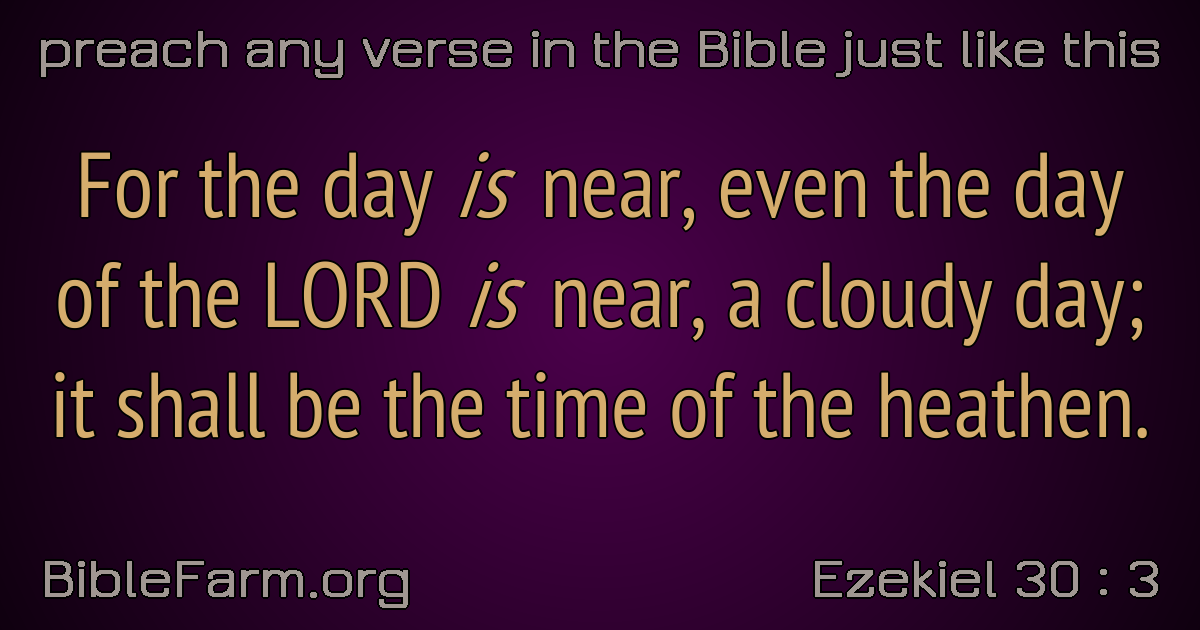 preach any verse in the Bible just like this
For the day is near, even the day
of the LORD is near, a cloudy day;
it shall be the time of the heathen.
BibleFarm.org
Ezekiel 30 : 3